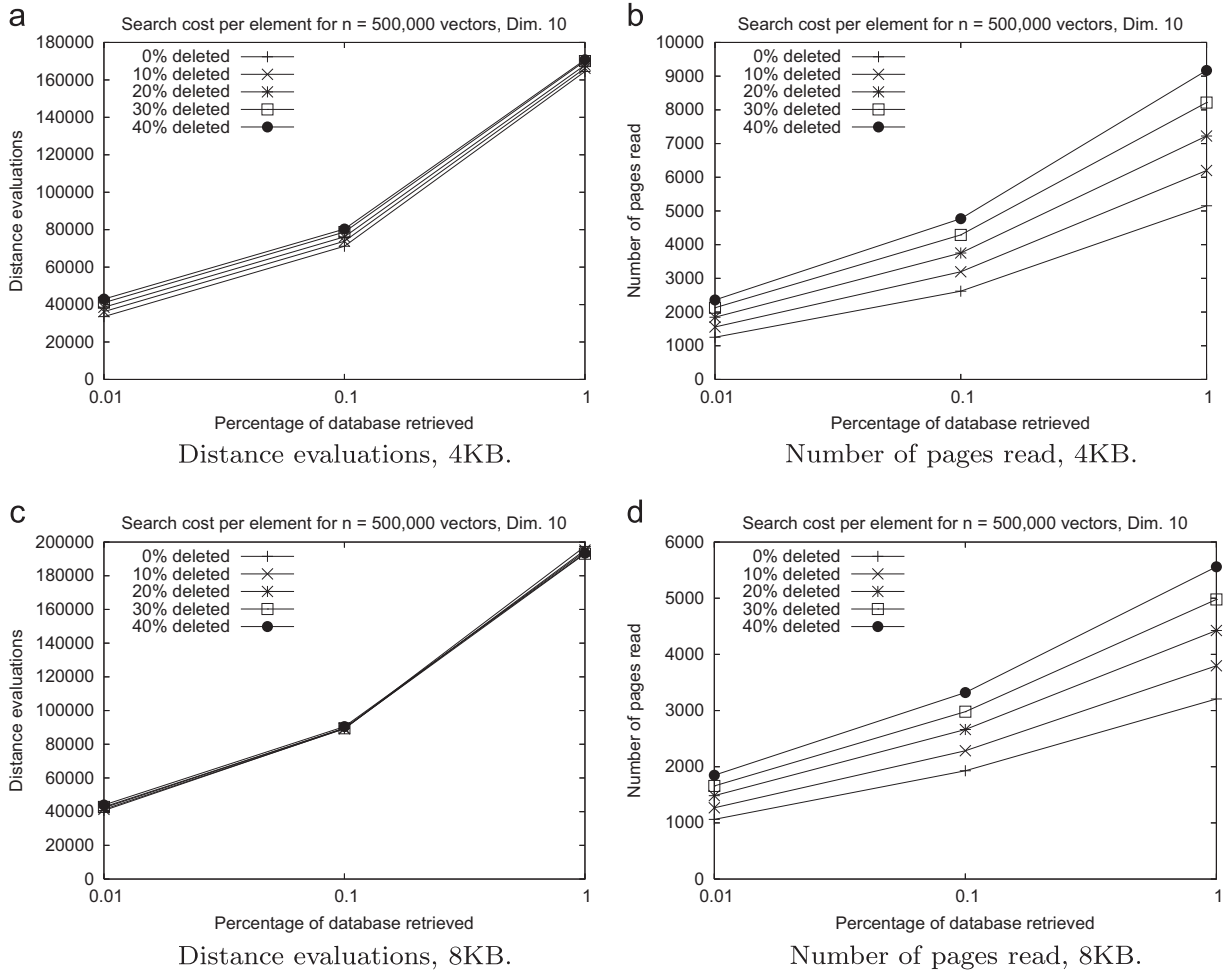 a
Search cost per element for n = 500,000 vectors, Dim. 10
180000
160000
140000
120000
100000
80000
60000
40000
20000
0
Distance evaluations
0% deleted
10% deleted
20% deleted
30% deleted
40% deleted
0.01
0.1
1
Percentage of database retrieved
Distance evaluations, 4KB.
b
Search cost per element for n = 500,000 vectors, Dim. 10
10000
9000
8000
7000
6000
5000
4000
3000
2000
1000
0
Number of pages read
0% deleted
10% deleted
20% deleted
30% deleted
40% deleted
0.01
0.1
1
Percentage of database retrieved
Number of pages read, 4KB.
c
Search cost per element for n = 500,000 vectors, Dim. 10
200000
180000
160000
140000
120000
100000
80000
60000
40000
20000
0
Distance evaluations
0% deleted
10% deleted
20% deleted
30% deleted
40% deleted
0.01
0.1
1
Percentage of database retrieved
Distance evaluations, 8KB.
d
Search cost per element for n = 500,000 vectors, Dim. 10
6000
5000
4000
3000
2000
1000
0
Number of pages read
0% deleted
10% deleted
20% deleted
30% deleted
40% deleted
0.01
0.1
1
Percentage of database retrieved
Number of pages read, 8KB.